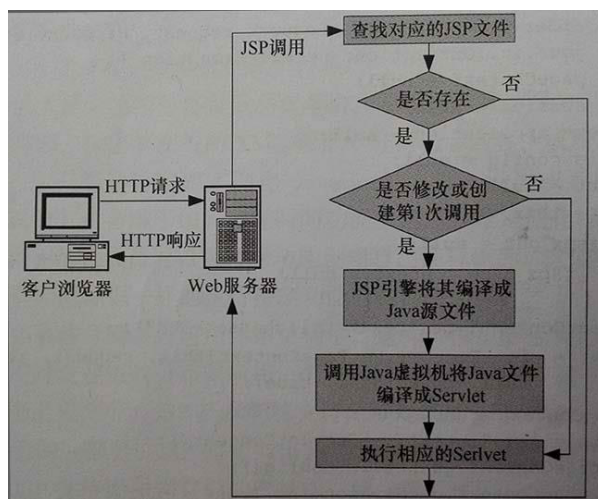 查找对应的JSP文件
JSP调用
是否存在
否
是
是否修改或创
建第1次调用
否
是
HTTP请求
HTTP响应
客户浏览器
Web服务器
JSP引擎将其编译成
Java源文件
调用Java虚拟机将Java文件
编译成Servlet
执行相应的Serlvet